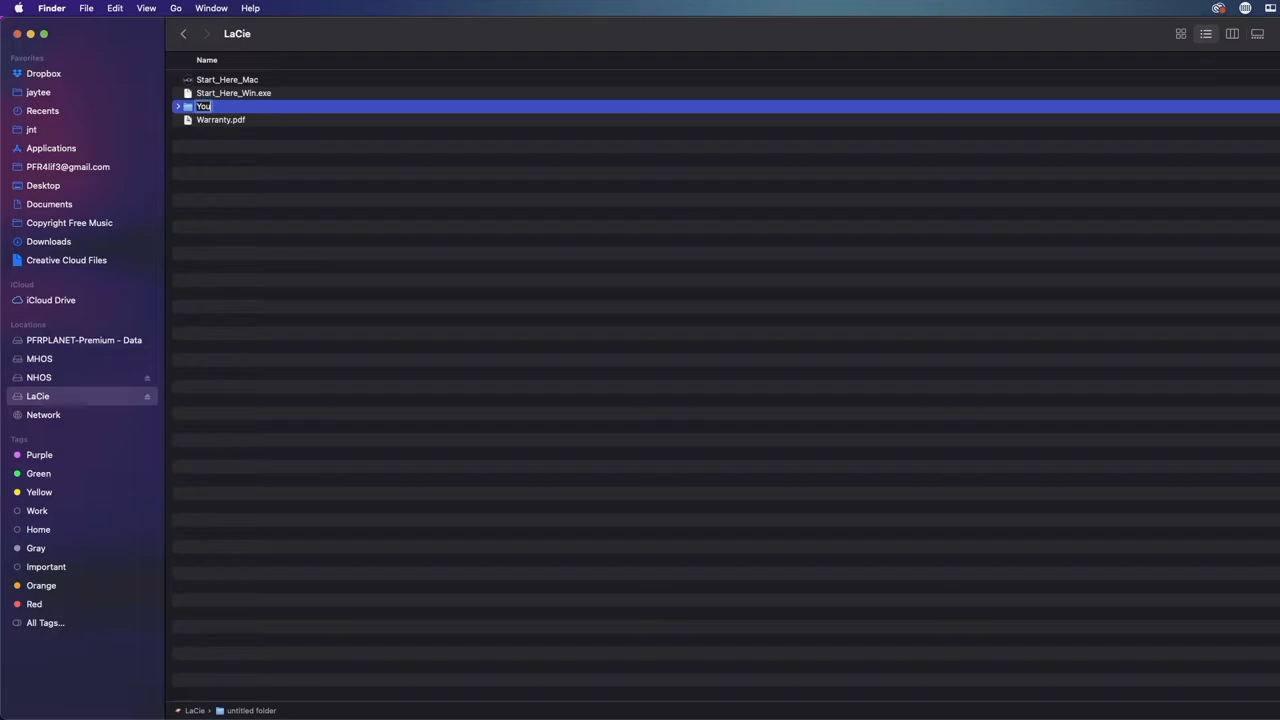 Finder File Edit View Go Window Help
LaCie
Favorites
Dropbox
jaytee
Recents
jnt
Applications
PFR4lif3@gmail.com
Desktop
Documents
Copyright Free Music
Downloads
Creative Cloud Files
iCloud
iCloud Drive
Locations
PFRPLANET-Premium - Data
MHOS
NHOS
LaCie
Network
Tags
Purple
Green
Yellow
Work
Home
Gray
Important
Orange
Red
All Tags...
Name
Start_Here_Mac
Start_Here_Win.exe
You
Warranty.pdf
LaCie › untitled folder